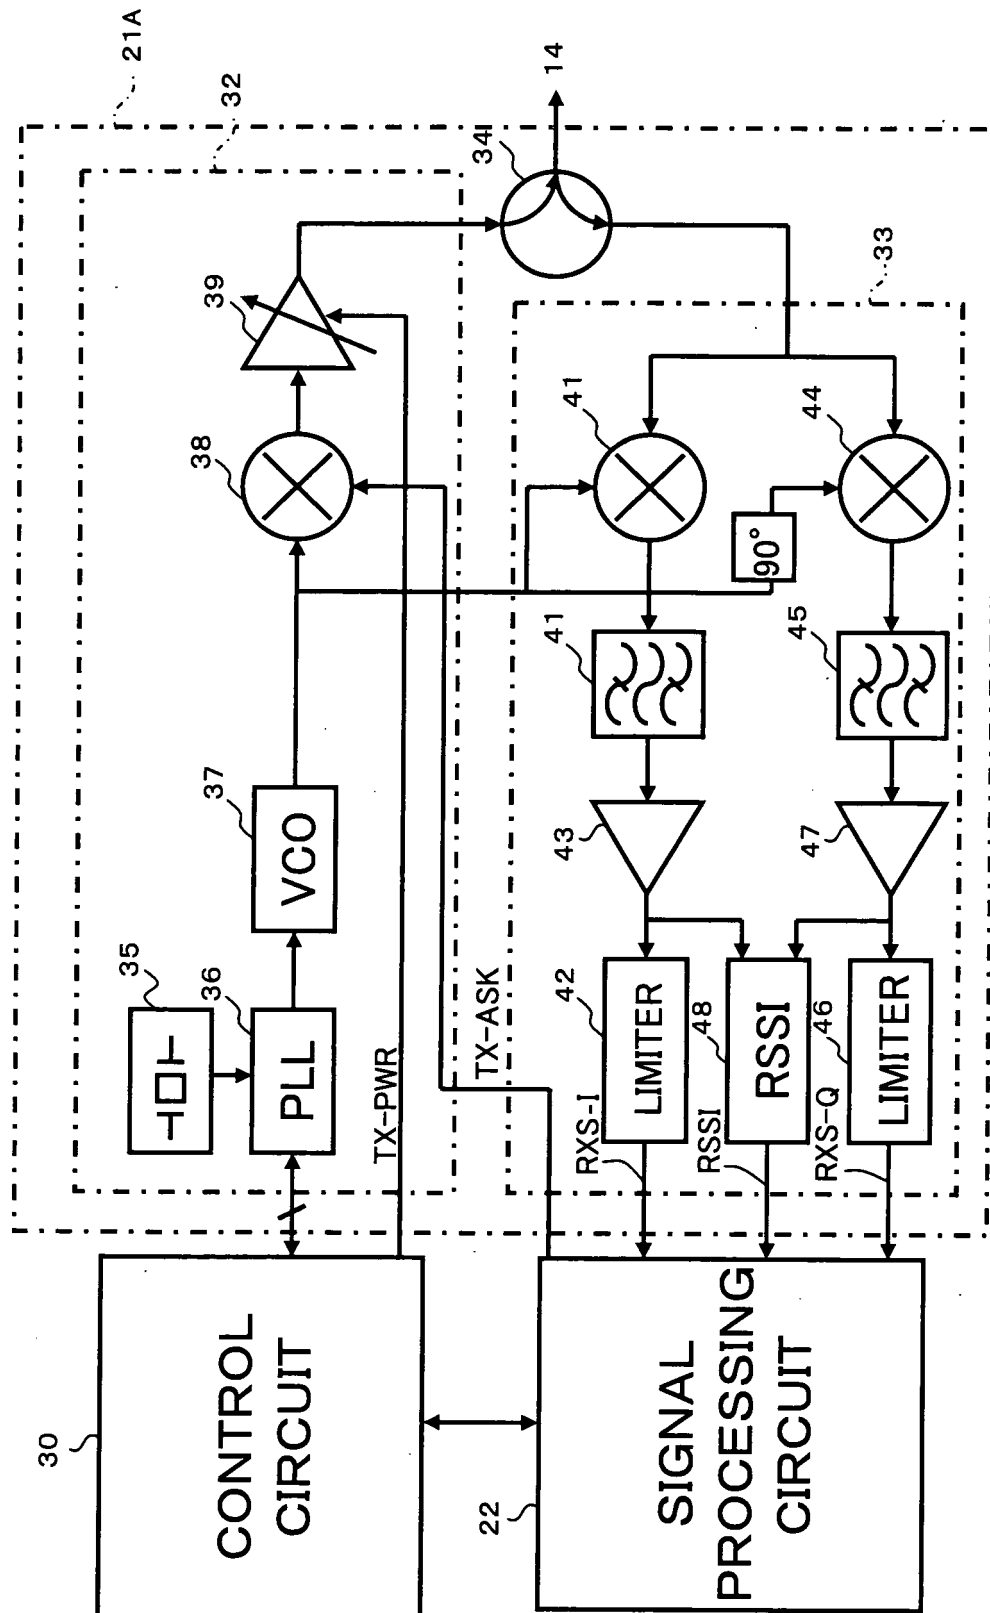 21A
32
14
34
39
38
33
41
44
90°
41
45
37
VCO
43
47
35
36
PLL
TX-PWR
TX-ASK
42
LIMITER
48
RSSI
46
LIMITER
RXS-I
RSSI
RXS-Q
30
CONTROL
CIRCUIT
22
SIGNAL
PROCESSING
CIRCUIT